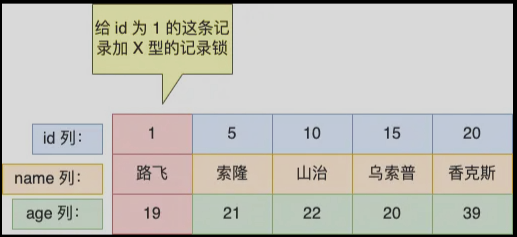 给 id 为 1 的这条记
录加 X 型的记录锁
id 列： 1 5 10 15 20
name 列： 路飞 索隆 山治 乌索普 香克斯
age 列： 19 21 22 20 39